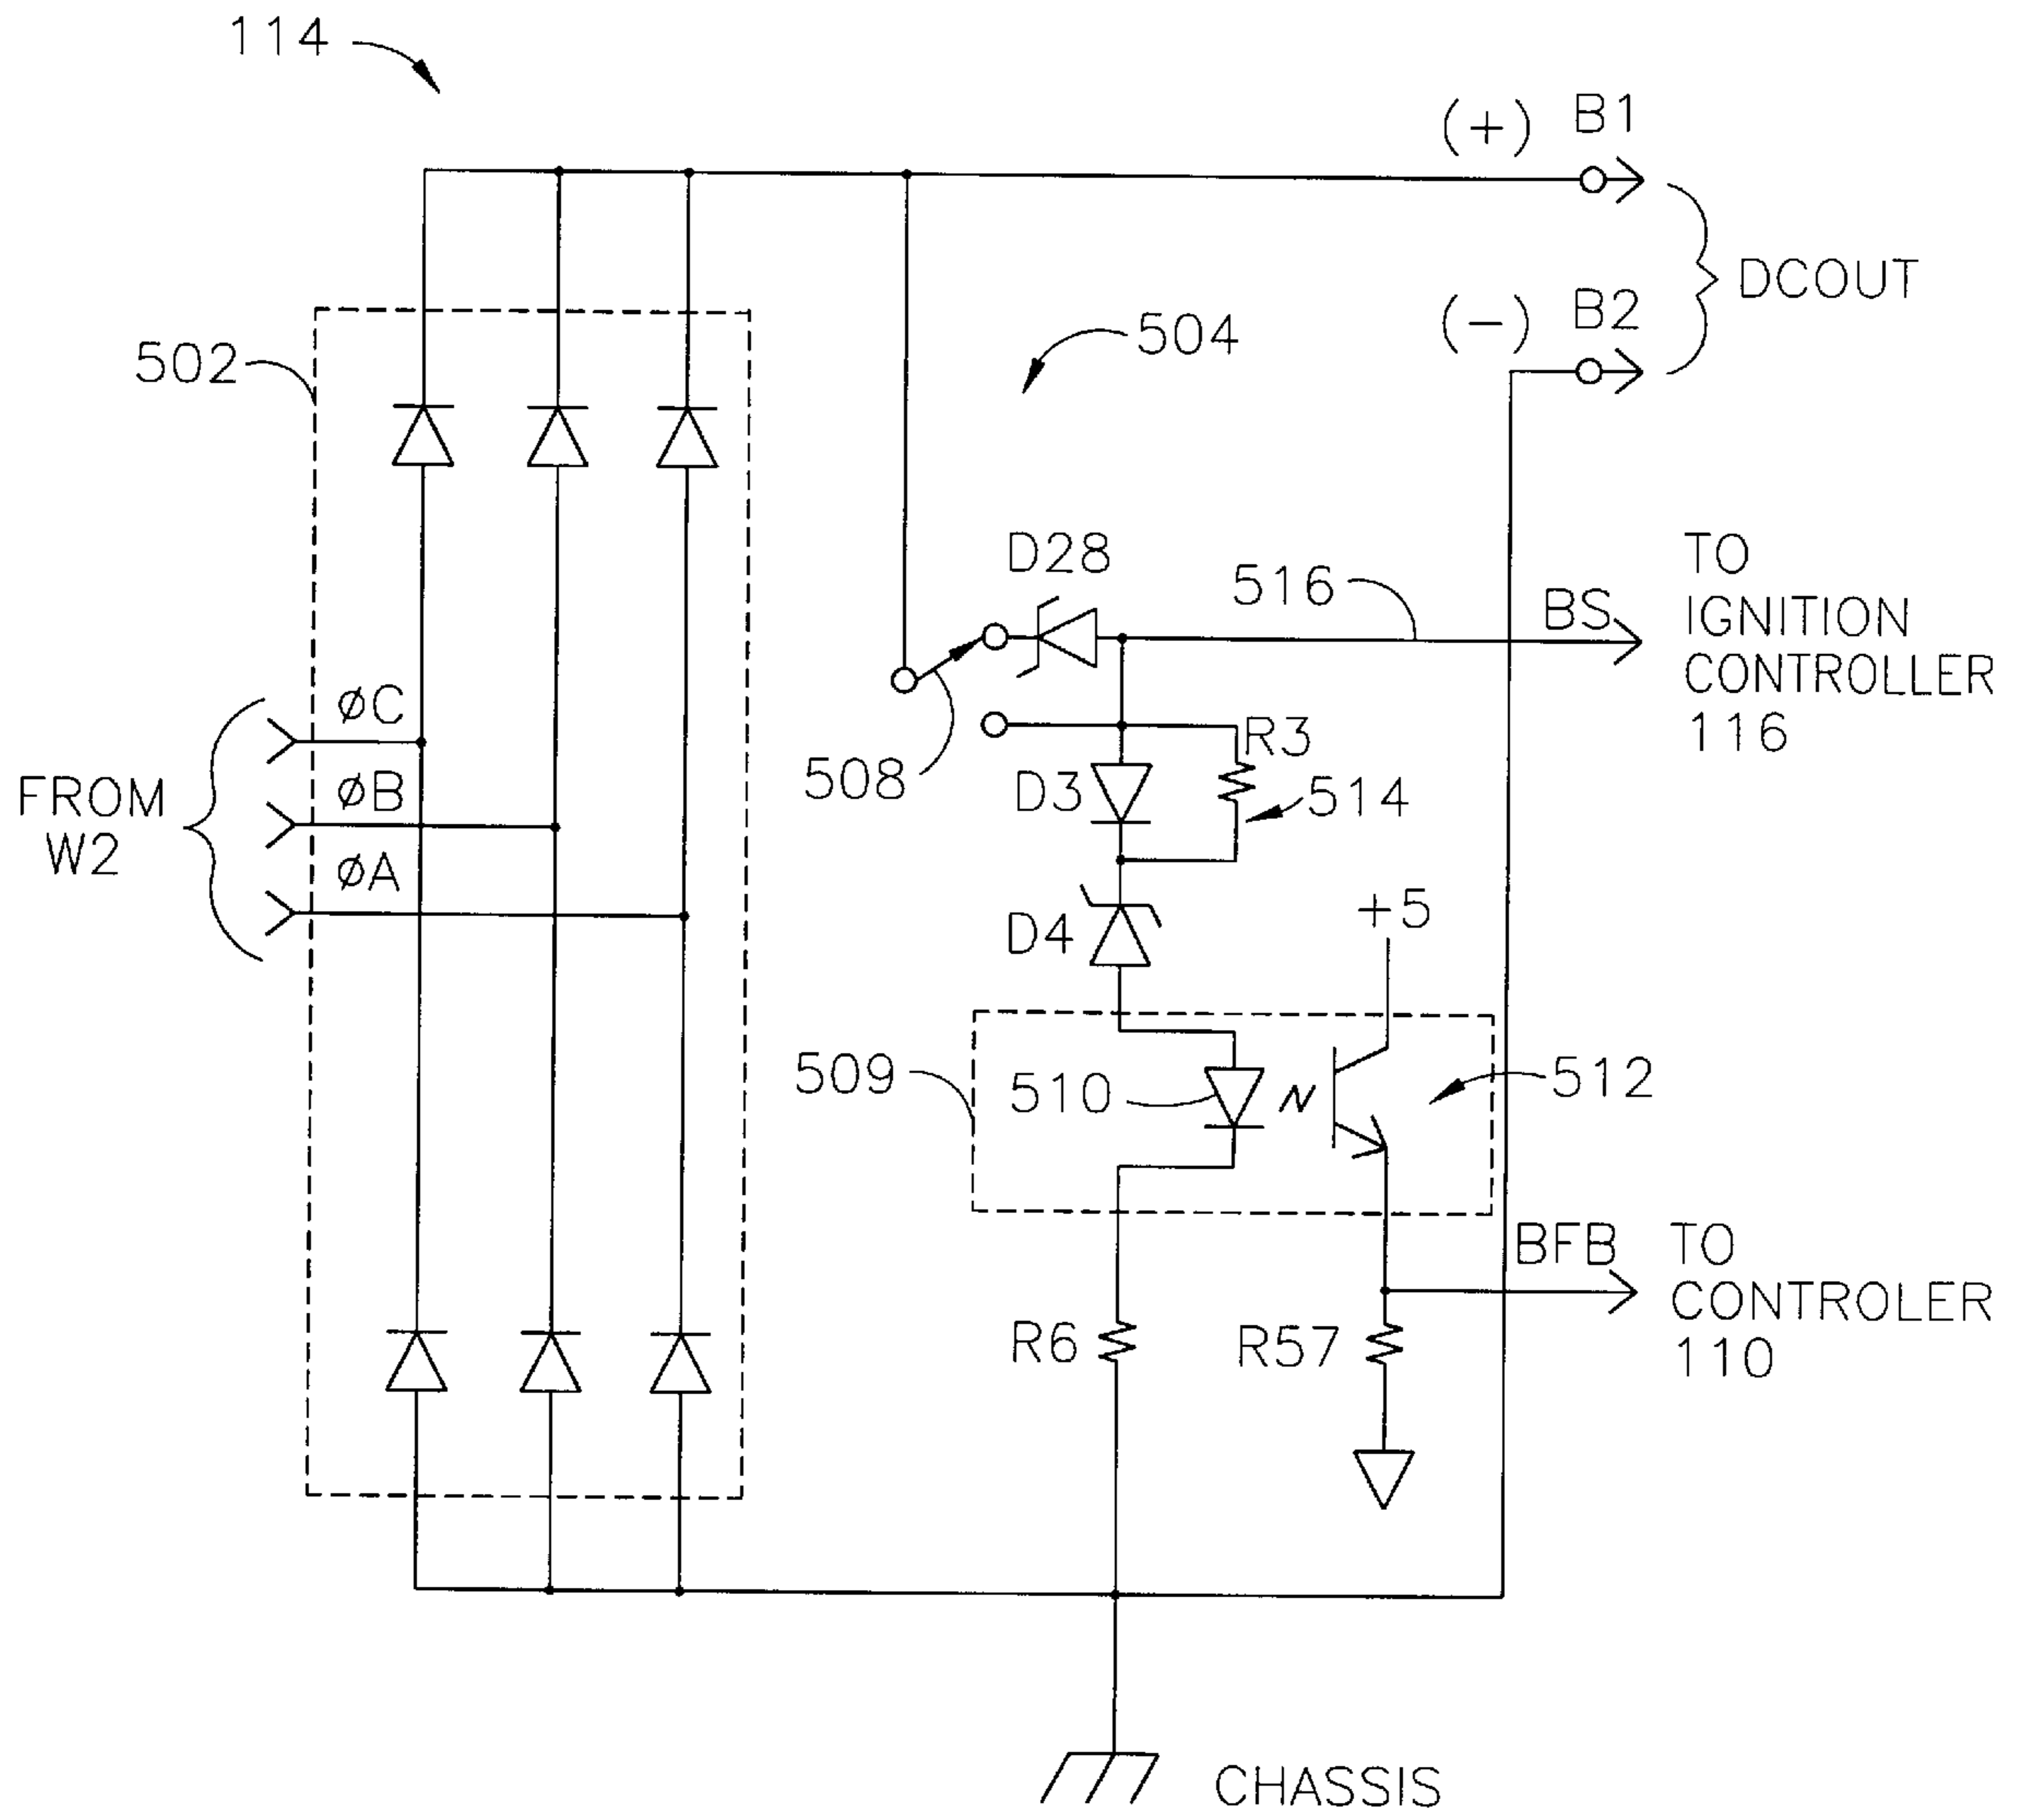 114
(+) B1
DCOUT
(-) B2
504
502
D28
516
BS
TO
IGNITION
CONTROLLER
116
øC
øB
øA
FROM
W2
508
R3
D3
514
D4
+5
509
510
N
512
BFB
TO
CONTROLER
110
R6
R57
CHASSIS